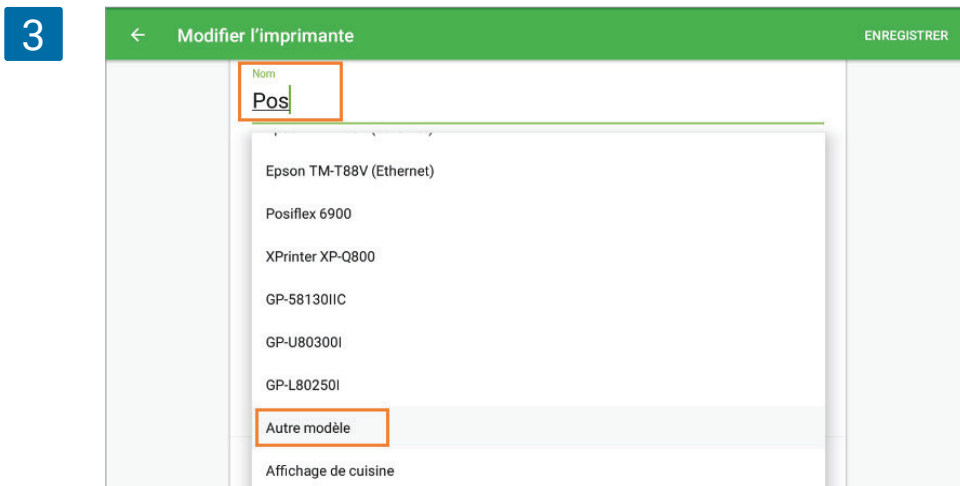 3
← Modifier l’imprimante ENREGISTRER
Nom
Pos
Epson TM-T88V (Ethernet)
Posiflex 6900
XPrinter XP-Q800
GP-58130IIC
GP-U80300I
GP-L80250I
Autre modèle
Affichage de cuisine